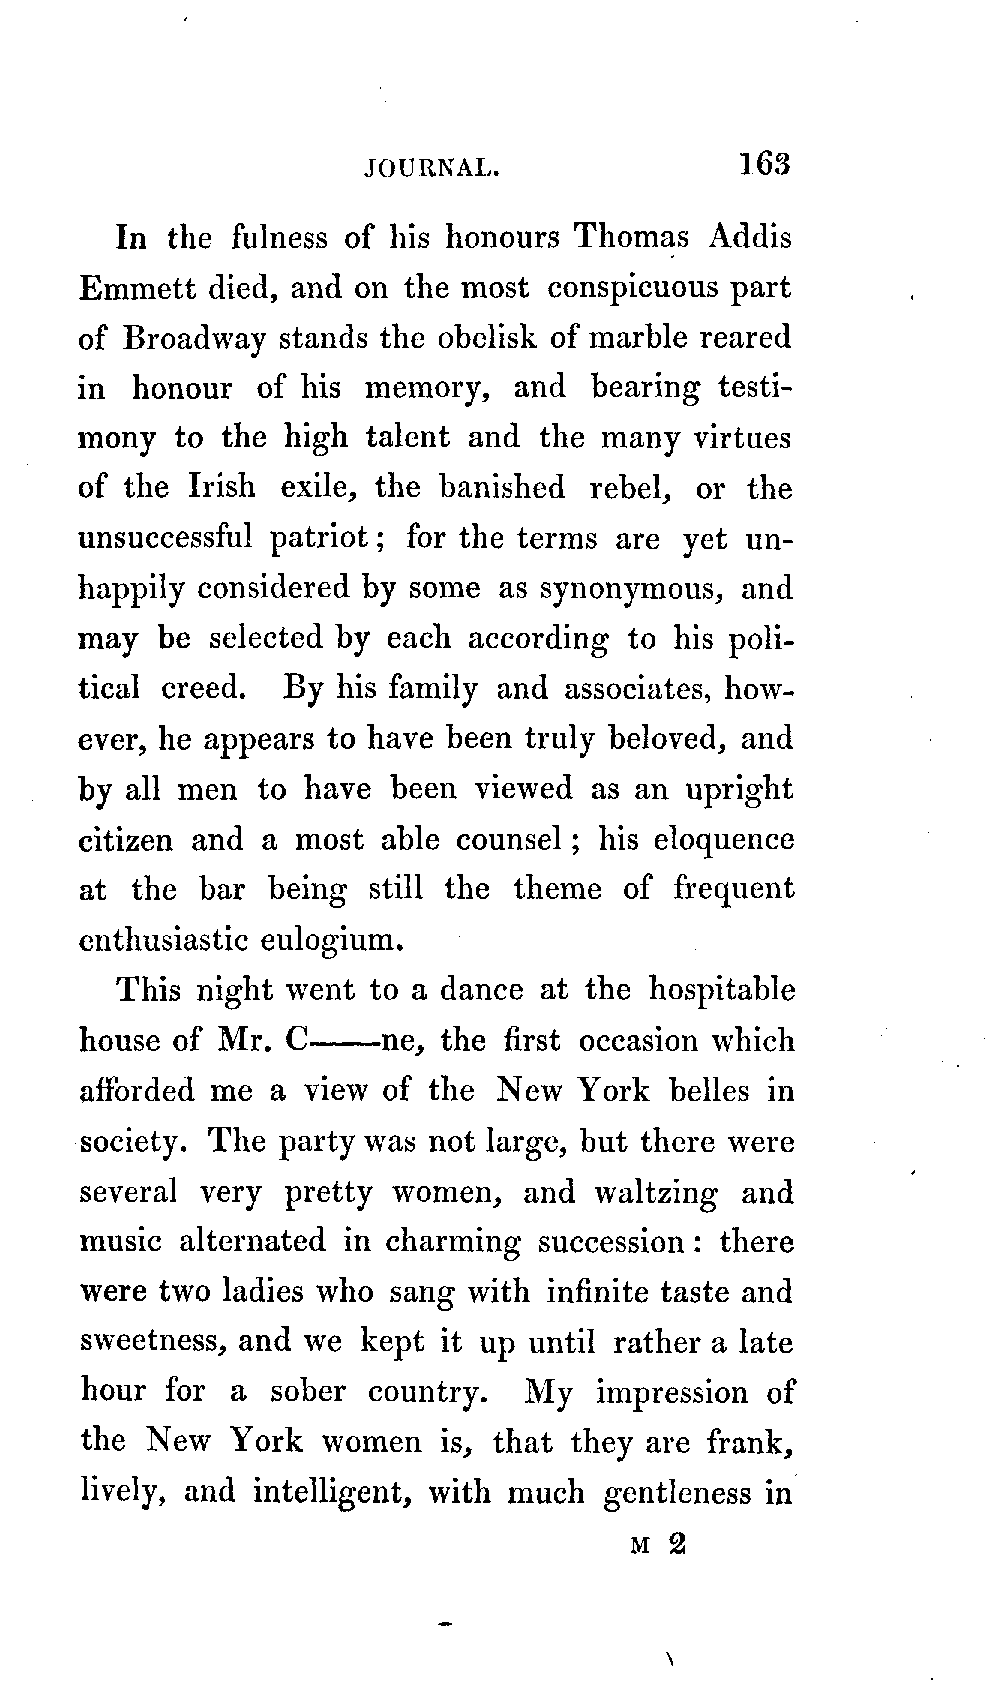 JOURNAL. 163
In the fulness of his honours Thomas Addis
Emmett died, and on the most conspicuous part
of Broadway stands the obelisk of marble reared
in honour of his memory, and bearing testi-
mony to the high talent and the many virtues
of the Irish exile, the banished rebel, or the
unsuccessful patriot ; for the terms are yet un-
happily considered by some as synonymous, and
may be selected by each according to his poli-
tical creed. By his family and associates, how-
ever, he appears to have been truly beloved, and
by all men to have been viewed as an upright
citizen and a most able counsel ; his eloquence
at the bar being still the theme of frequent
enthusiastic eulogium.
This night went to a dance at the hospitable
house of Mr. C——ne, the first occasion which
afforded me a view of the New York belles in
society. The party was not large, but there were
several very pretty women, and waltzing and
music alternated in charming succession : there
were two ladies who sang with infinite taste and
sweetness, and we kept it up until rather a late
hour for a sober country. My impression of
the New York women is, that they are frank,
lively, and intelligent, with much gentleness in
M 2